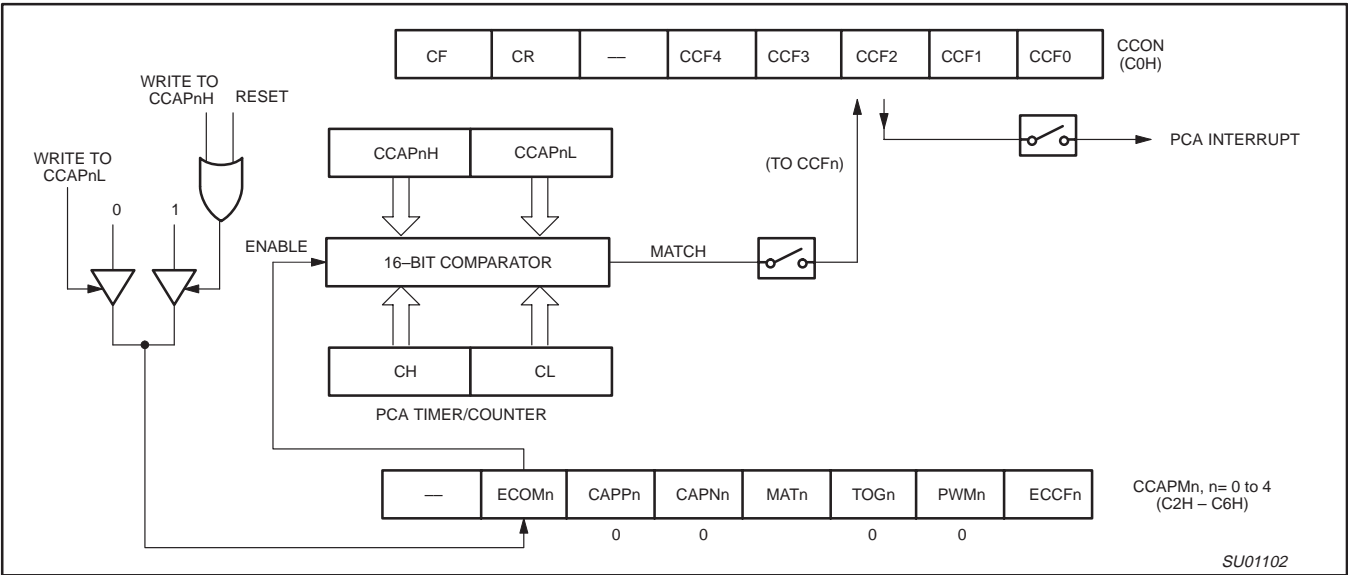 CF CR –– CCF4 CCF3 CCF2 CCF1 CCF0
CCON
(C0H)
WRITE TO
CCAPnH
RESET
WRITE TO
CCAPnL
0
1
CCAPnH CCAPnL
(TO CCFn)
PCA INTERRUPT
ENABLE
16–BIT COMPARATOR
MATCH
CH CL
PCA TIMER/COUNTER
–– ECOMn CAPPn CAPNn MATn TOGn PWMn ECCFn
CCAPMn, n= 0 to 4
(C2H – C6H)
0 0 0 0
SU01102